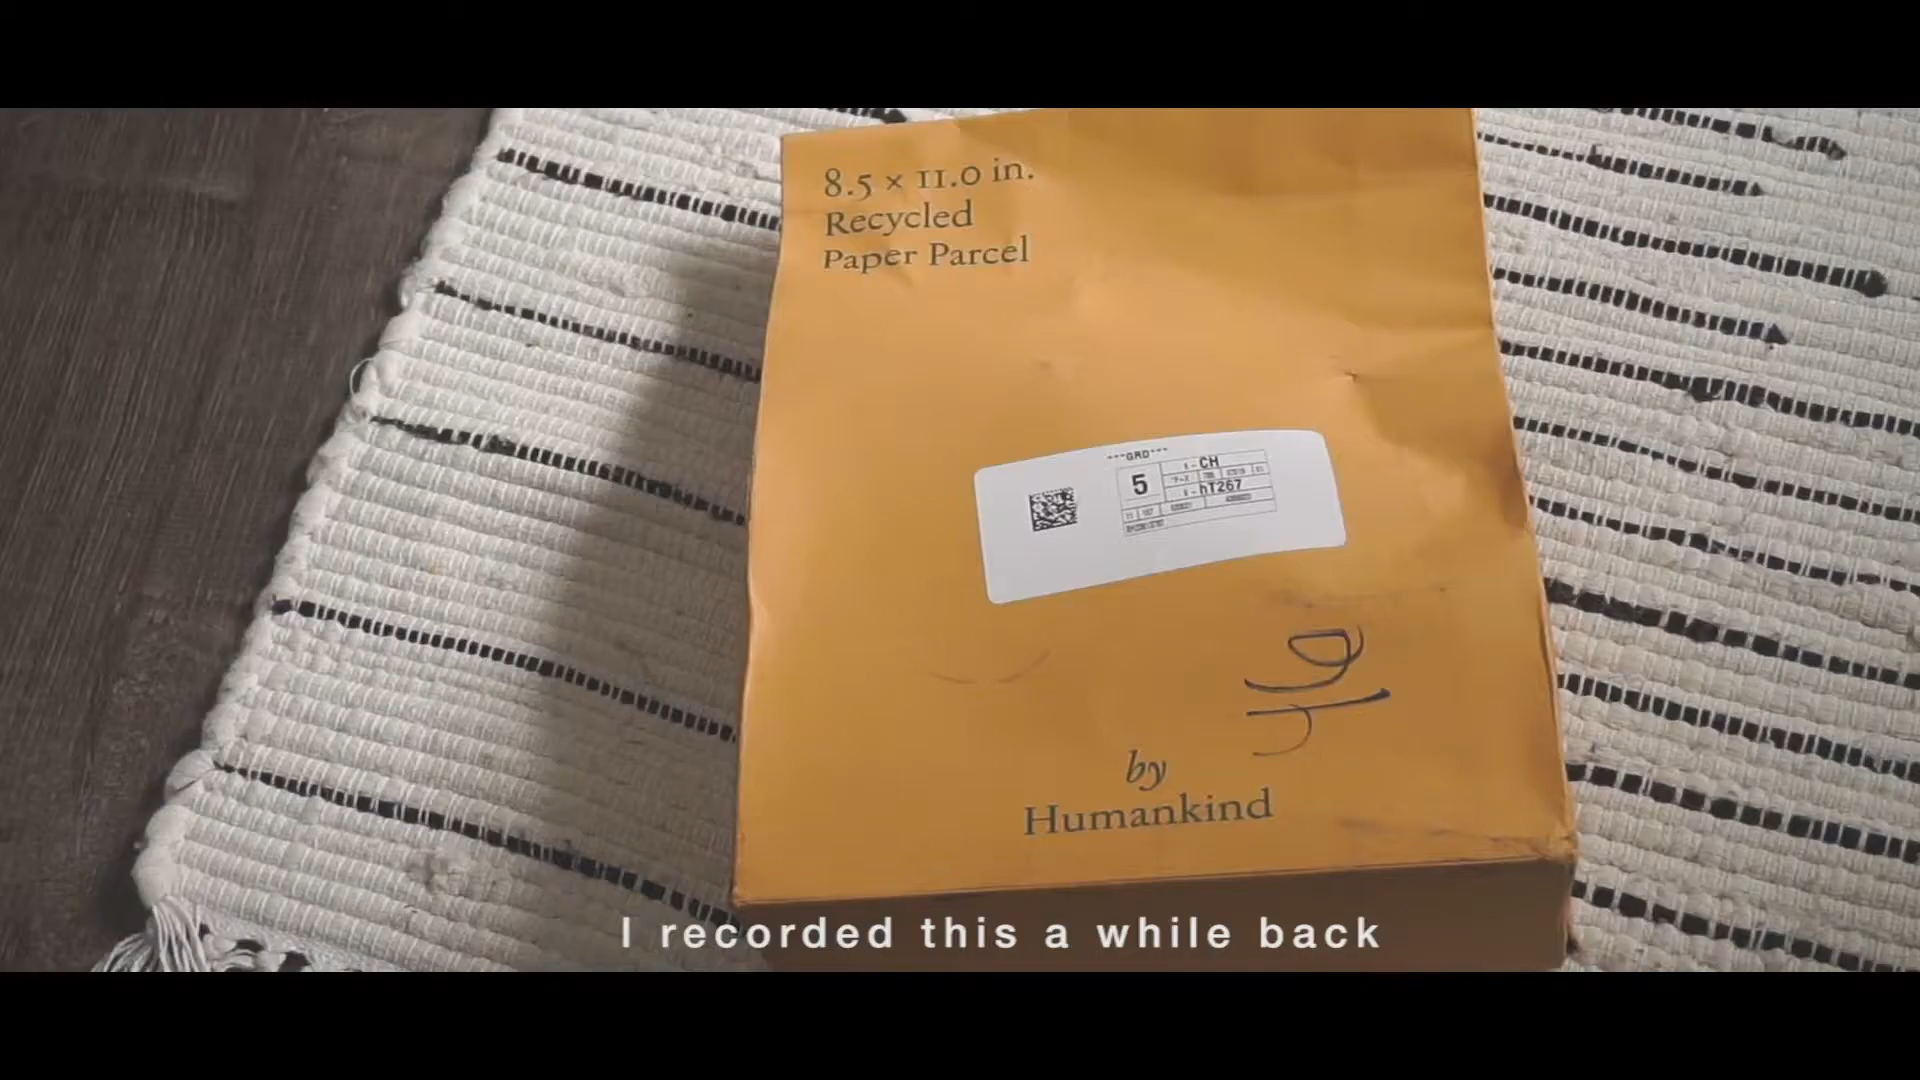 8.5 × 11.0 in.
Recycled
Paper Parcel
***GRD***
5
CH
hT267
by
Humankind
I recorded this a while back